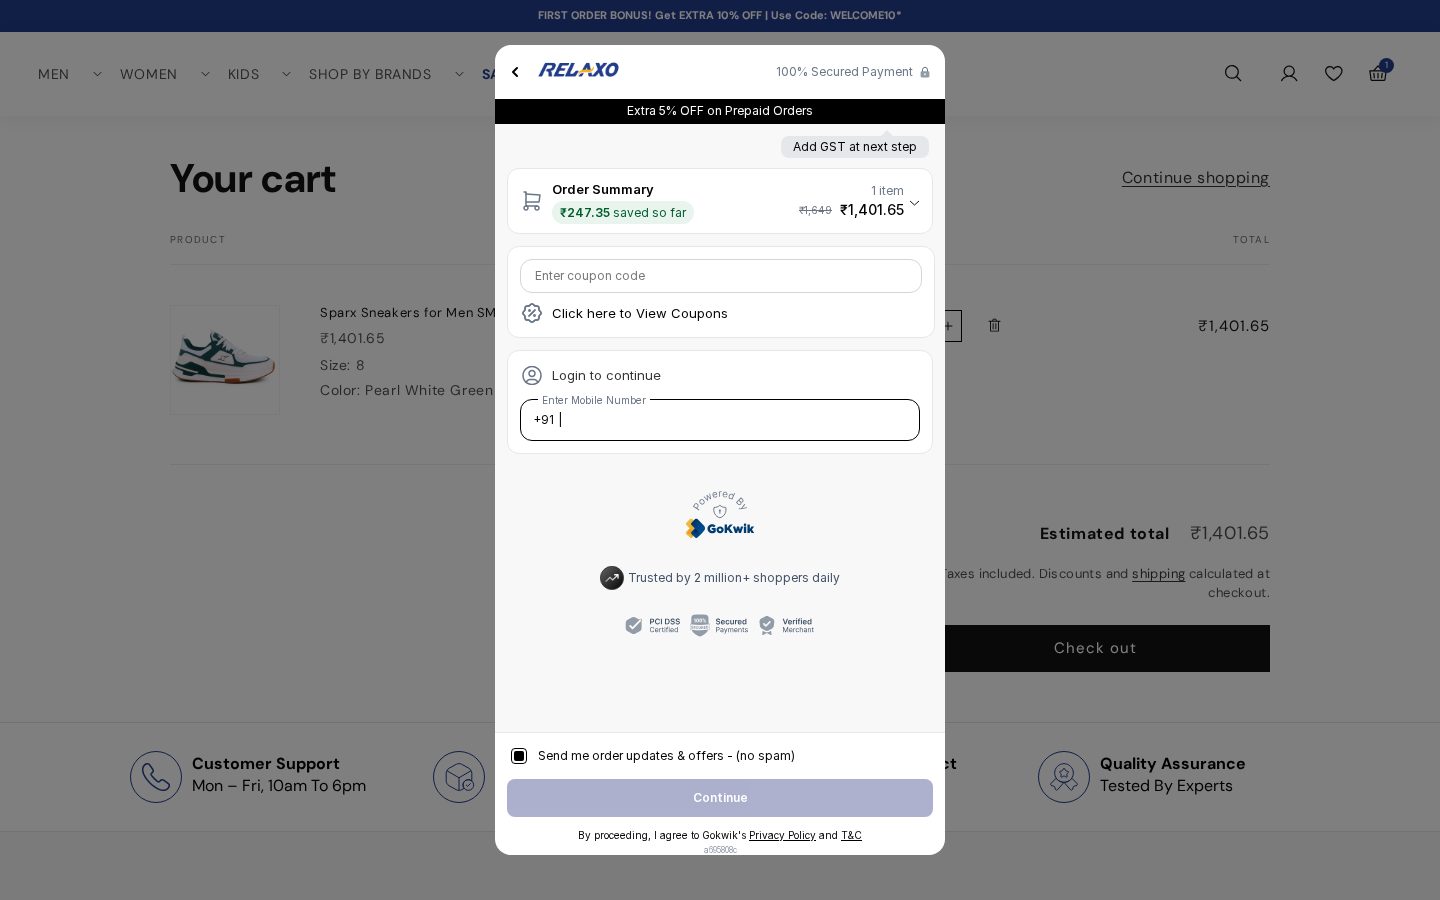 FIRST ORDER BONUS! Get EXTRA 10% OFF | Use Code: WELCOME10*
MEN
WOMEN
KIDS
SHOP BY BRANDS
1
RELAXO
100% Secured Payment
Extra 5% OFF on Prepaid Orders
Add GST at next step
Your cart
Continue shopping
Order Summary
1 item
₹247.35 saved so far
₹1,649 ₹1,401.65
PRODUCT
TOTAL
Enter coupon code
Click here to View Coupons
Sparx Sneakers for Men SM
₹1,401.65
Size: 8
Color: Pearl White Green
+
₹1,401.65
Login to continue
Enter Mobile Number
+91
Powered By
GoKwik
Trusted by 2 million+ shoppers daily
PCI DSS
Certified
100%
Secured
Payments
Verified
Merchant
Estimated total ₹1,401.65
Taxes included. Discounts and shipping calculated at
checkout.
Check out
Send me order updates & offers - (no spam)
Continue
By proceeding, I agree to Gokwik's Privacy Policy and T&C
a695808c
Customer Support
Mon – Fri, 10am To 6pm
Quality Assurance
Tested By Experts